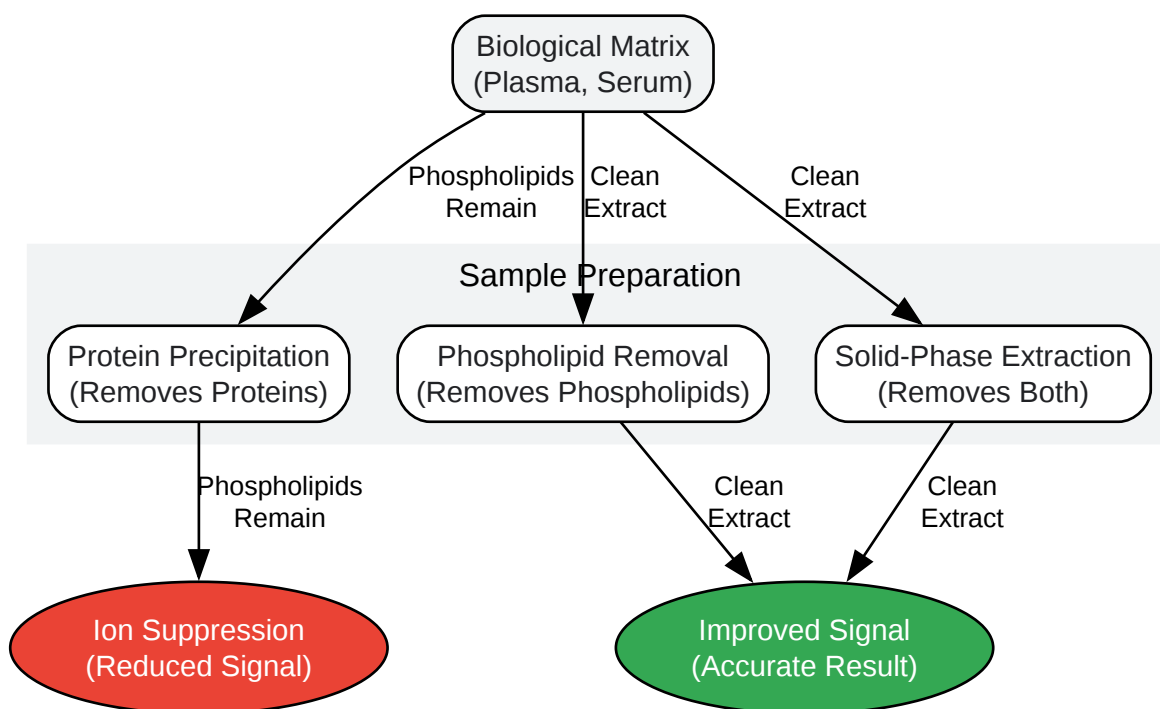 Biological Matrix
(Plasma, Serum)
Phospholipids
Remain
Clean
Extract
Clean
Extract
Sample Preparation
Protein Precipitation
(Removes Proteins)
Phospholipid Removal
(Removes Phospholipids)
Solid-Phase Extraction
(Removes Both)
Phospholipids
Remain
Clean
Extract
Clean
Extract
Ion Suppression
(Reduced Signal)
Improved Signal
(Accurate Result)